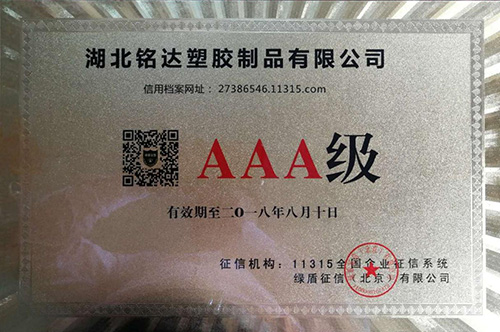 湖北铭达塑胶制品有限公司
信用档案网址: 27386546.11315.com
AAA级
有效期至二〇一八年八月十日
征信机构: 11315全国企业征信系统
绿盾征信(北京)有限公司